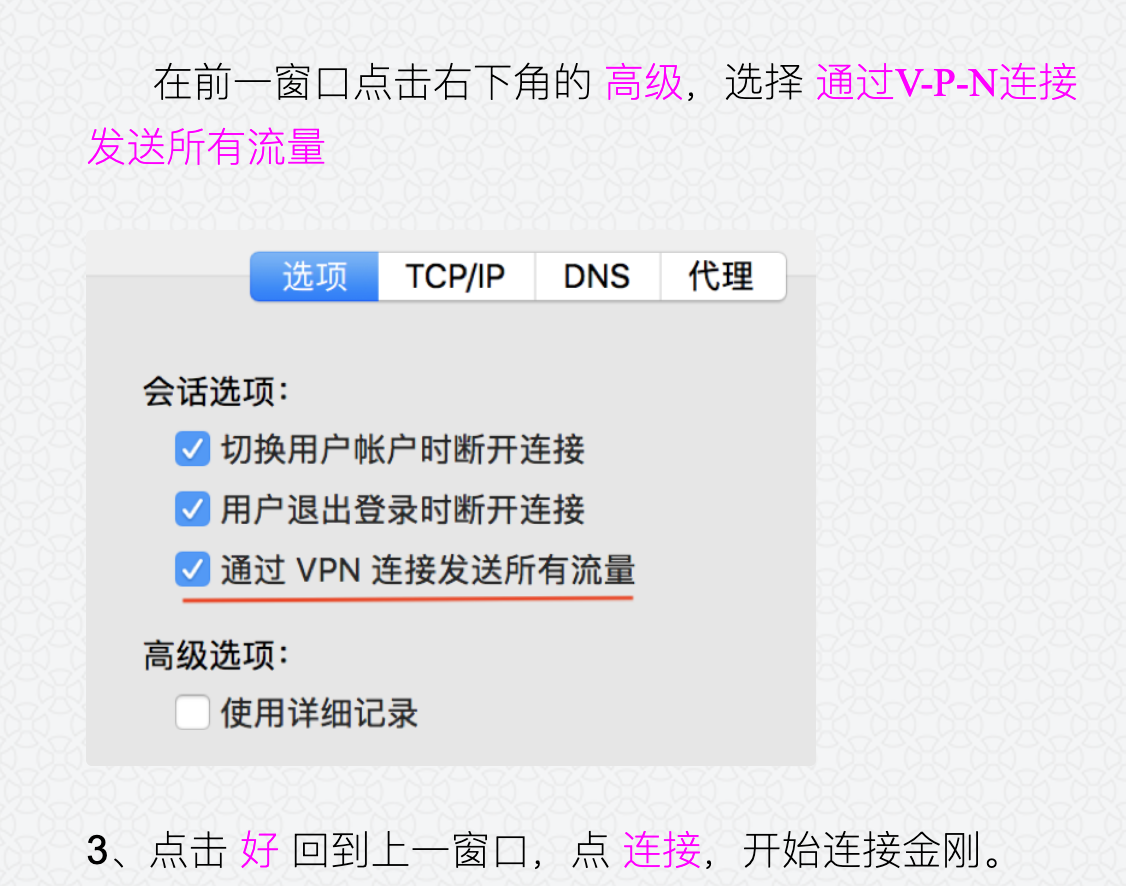 在前一窗口点击右下角的 高级，选择 通过V-P-N连接
发送所有流量
选项 TCP/IP DNS 代理
会话选项：
切换用户帐户时断开连接
用户退出登录时断开连接
通过 VPN 连接发送所有流量
高级选项：
使用详细记录
3、点击 好 回到上一窗口，点 连接，开始连接金刚。